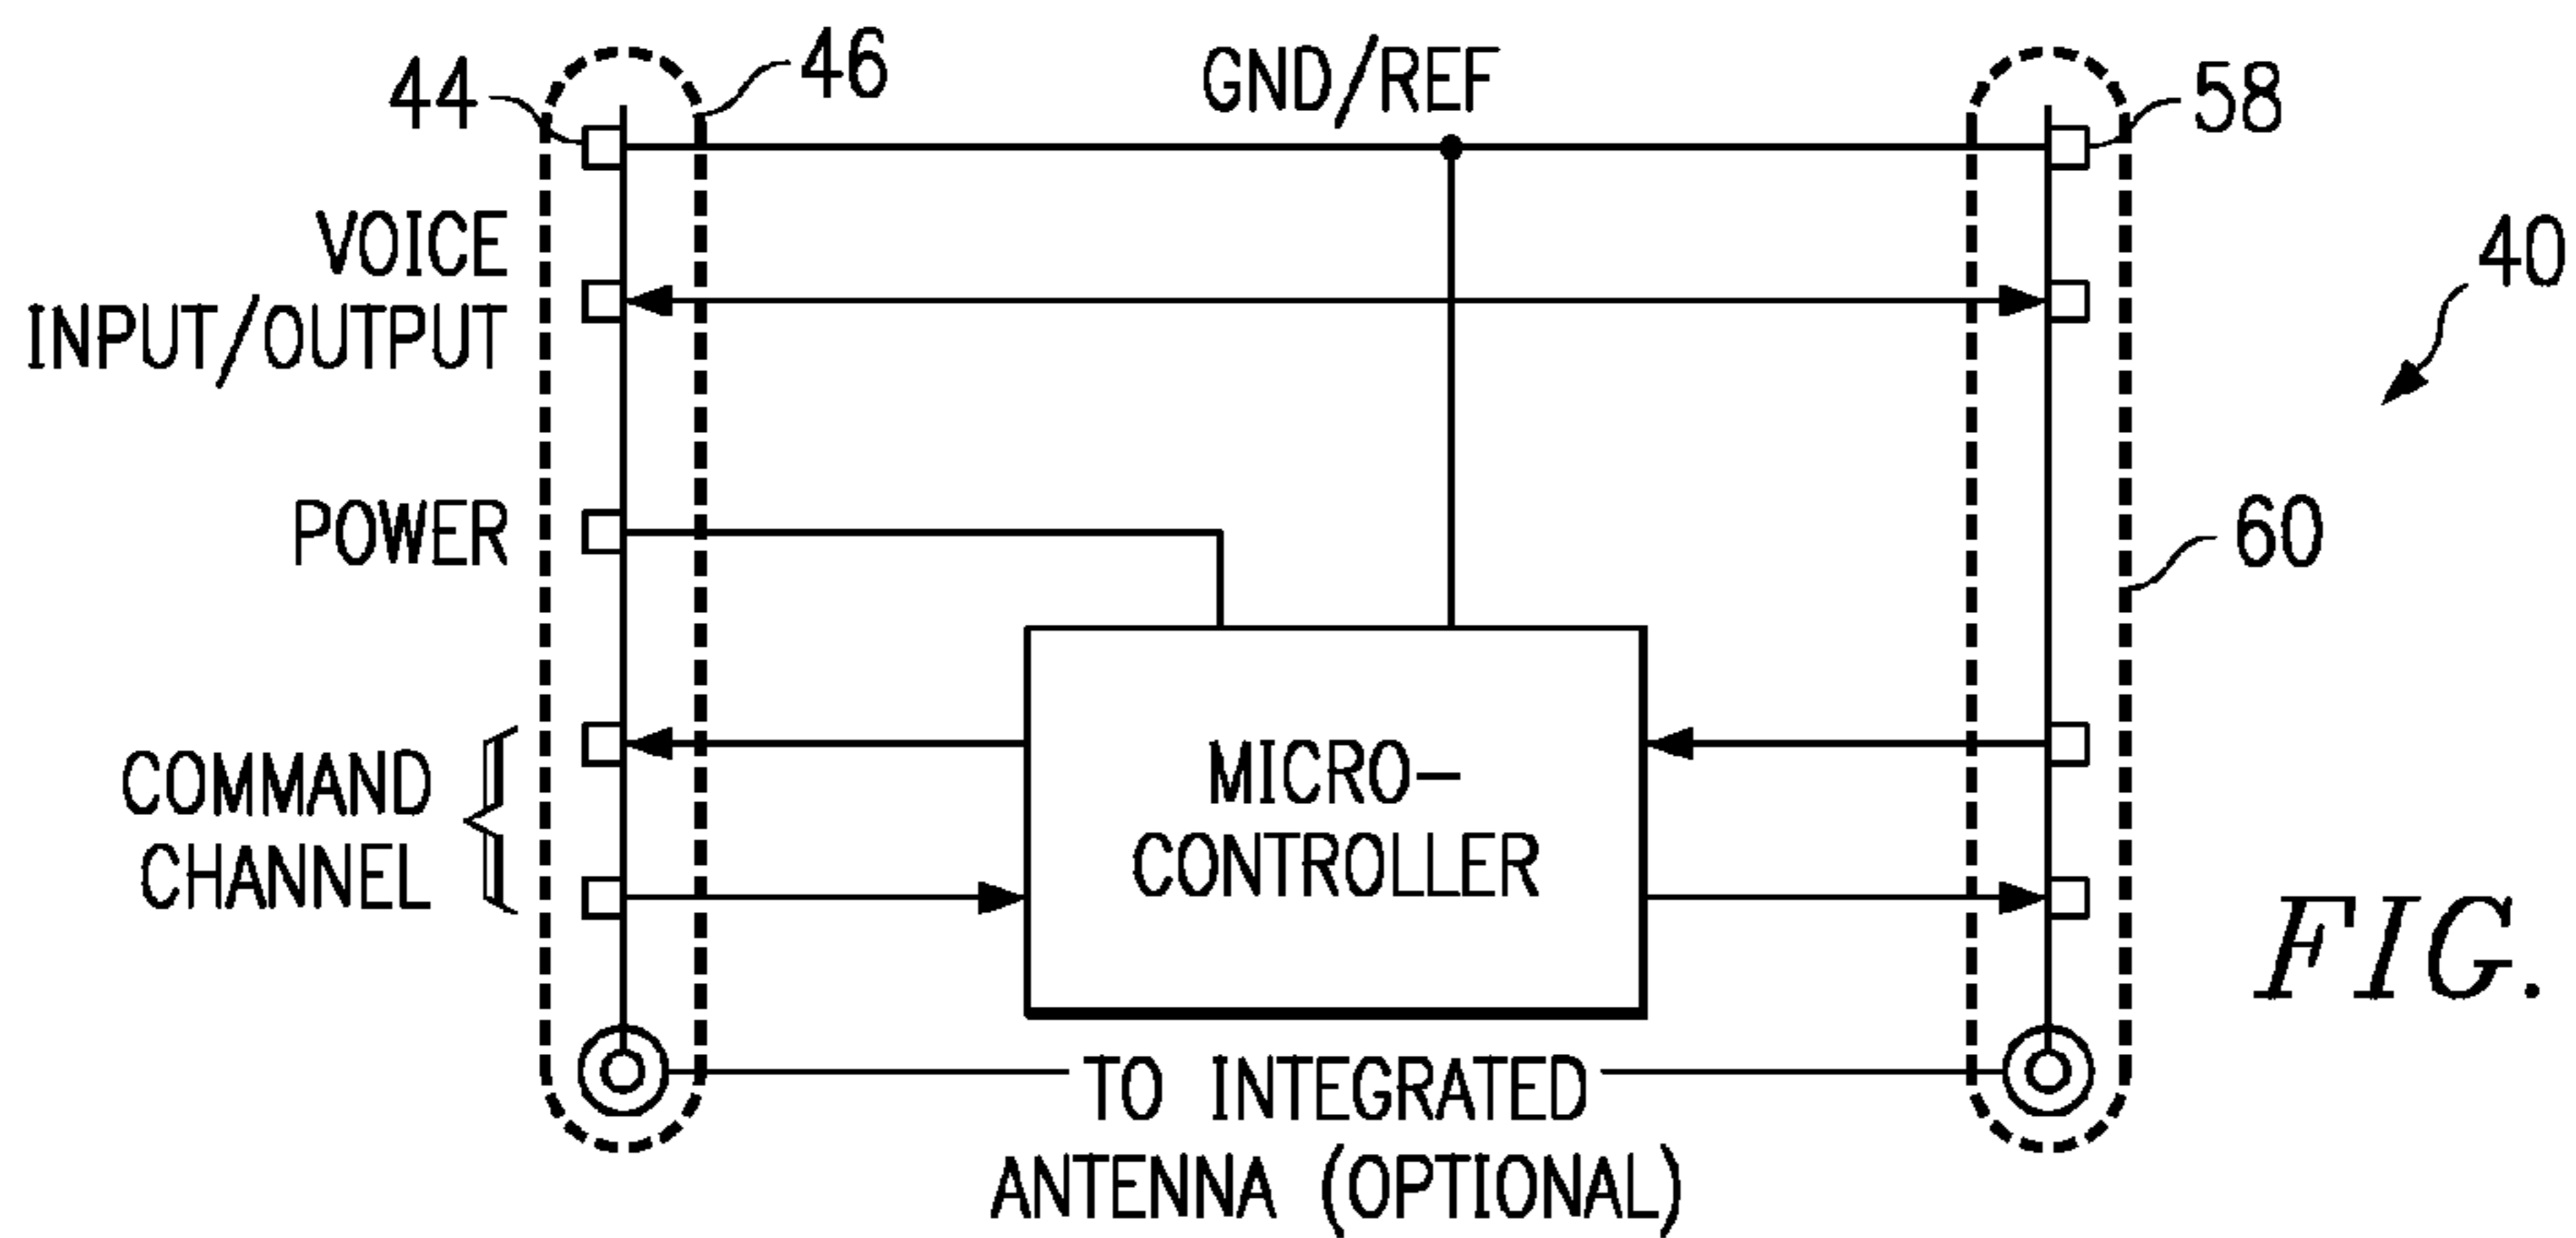 44
46
GND/REF
58
VOICE
INPUT/OUTPUT
40
POWER
60
COMMAND
CHANNEL
MICRO-
CONTROLLER
FIG.
TO INTEGRATED
ANTENNA (OPTIONAL)